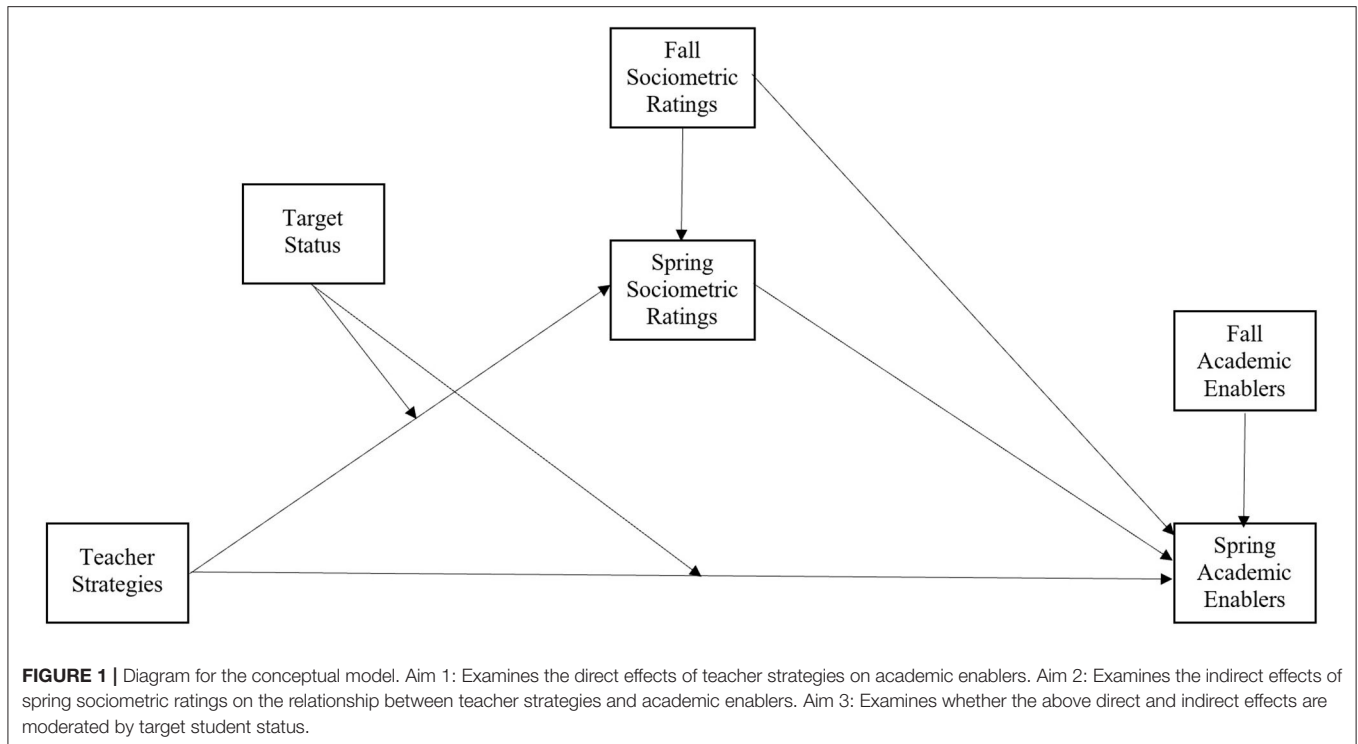 Fall
Sociometric
Ratings
Target
Status
Spring
Sociometric
Ratings
Fall
Academic
Enablers
Teacher
Strategies
Spring
Academic
Enablers
FIGURE 1 | Diagram for the conceptual model. Aim 1: Examines the direct effects of teacher strategies on academic enablers. Aim 2: Examines the indirect effects of
spring sociometric ratings on the relationship between teacher strategies and academic enablers. Aim 3: Examines whether the above direct and indirect effects are
moderated by target student status.